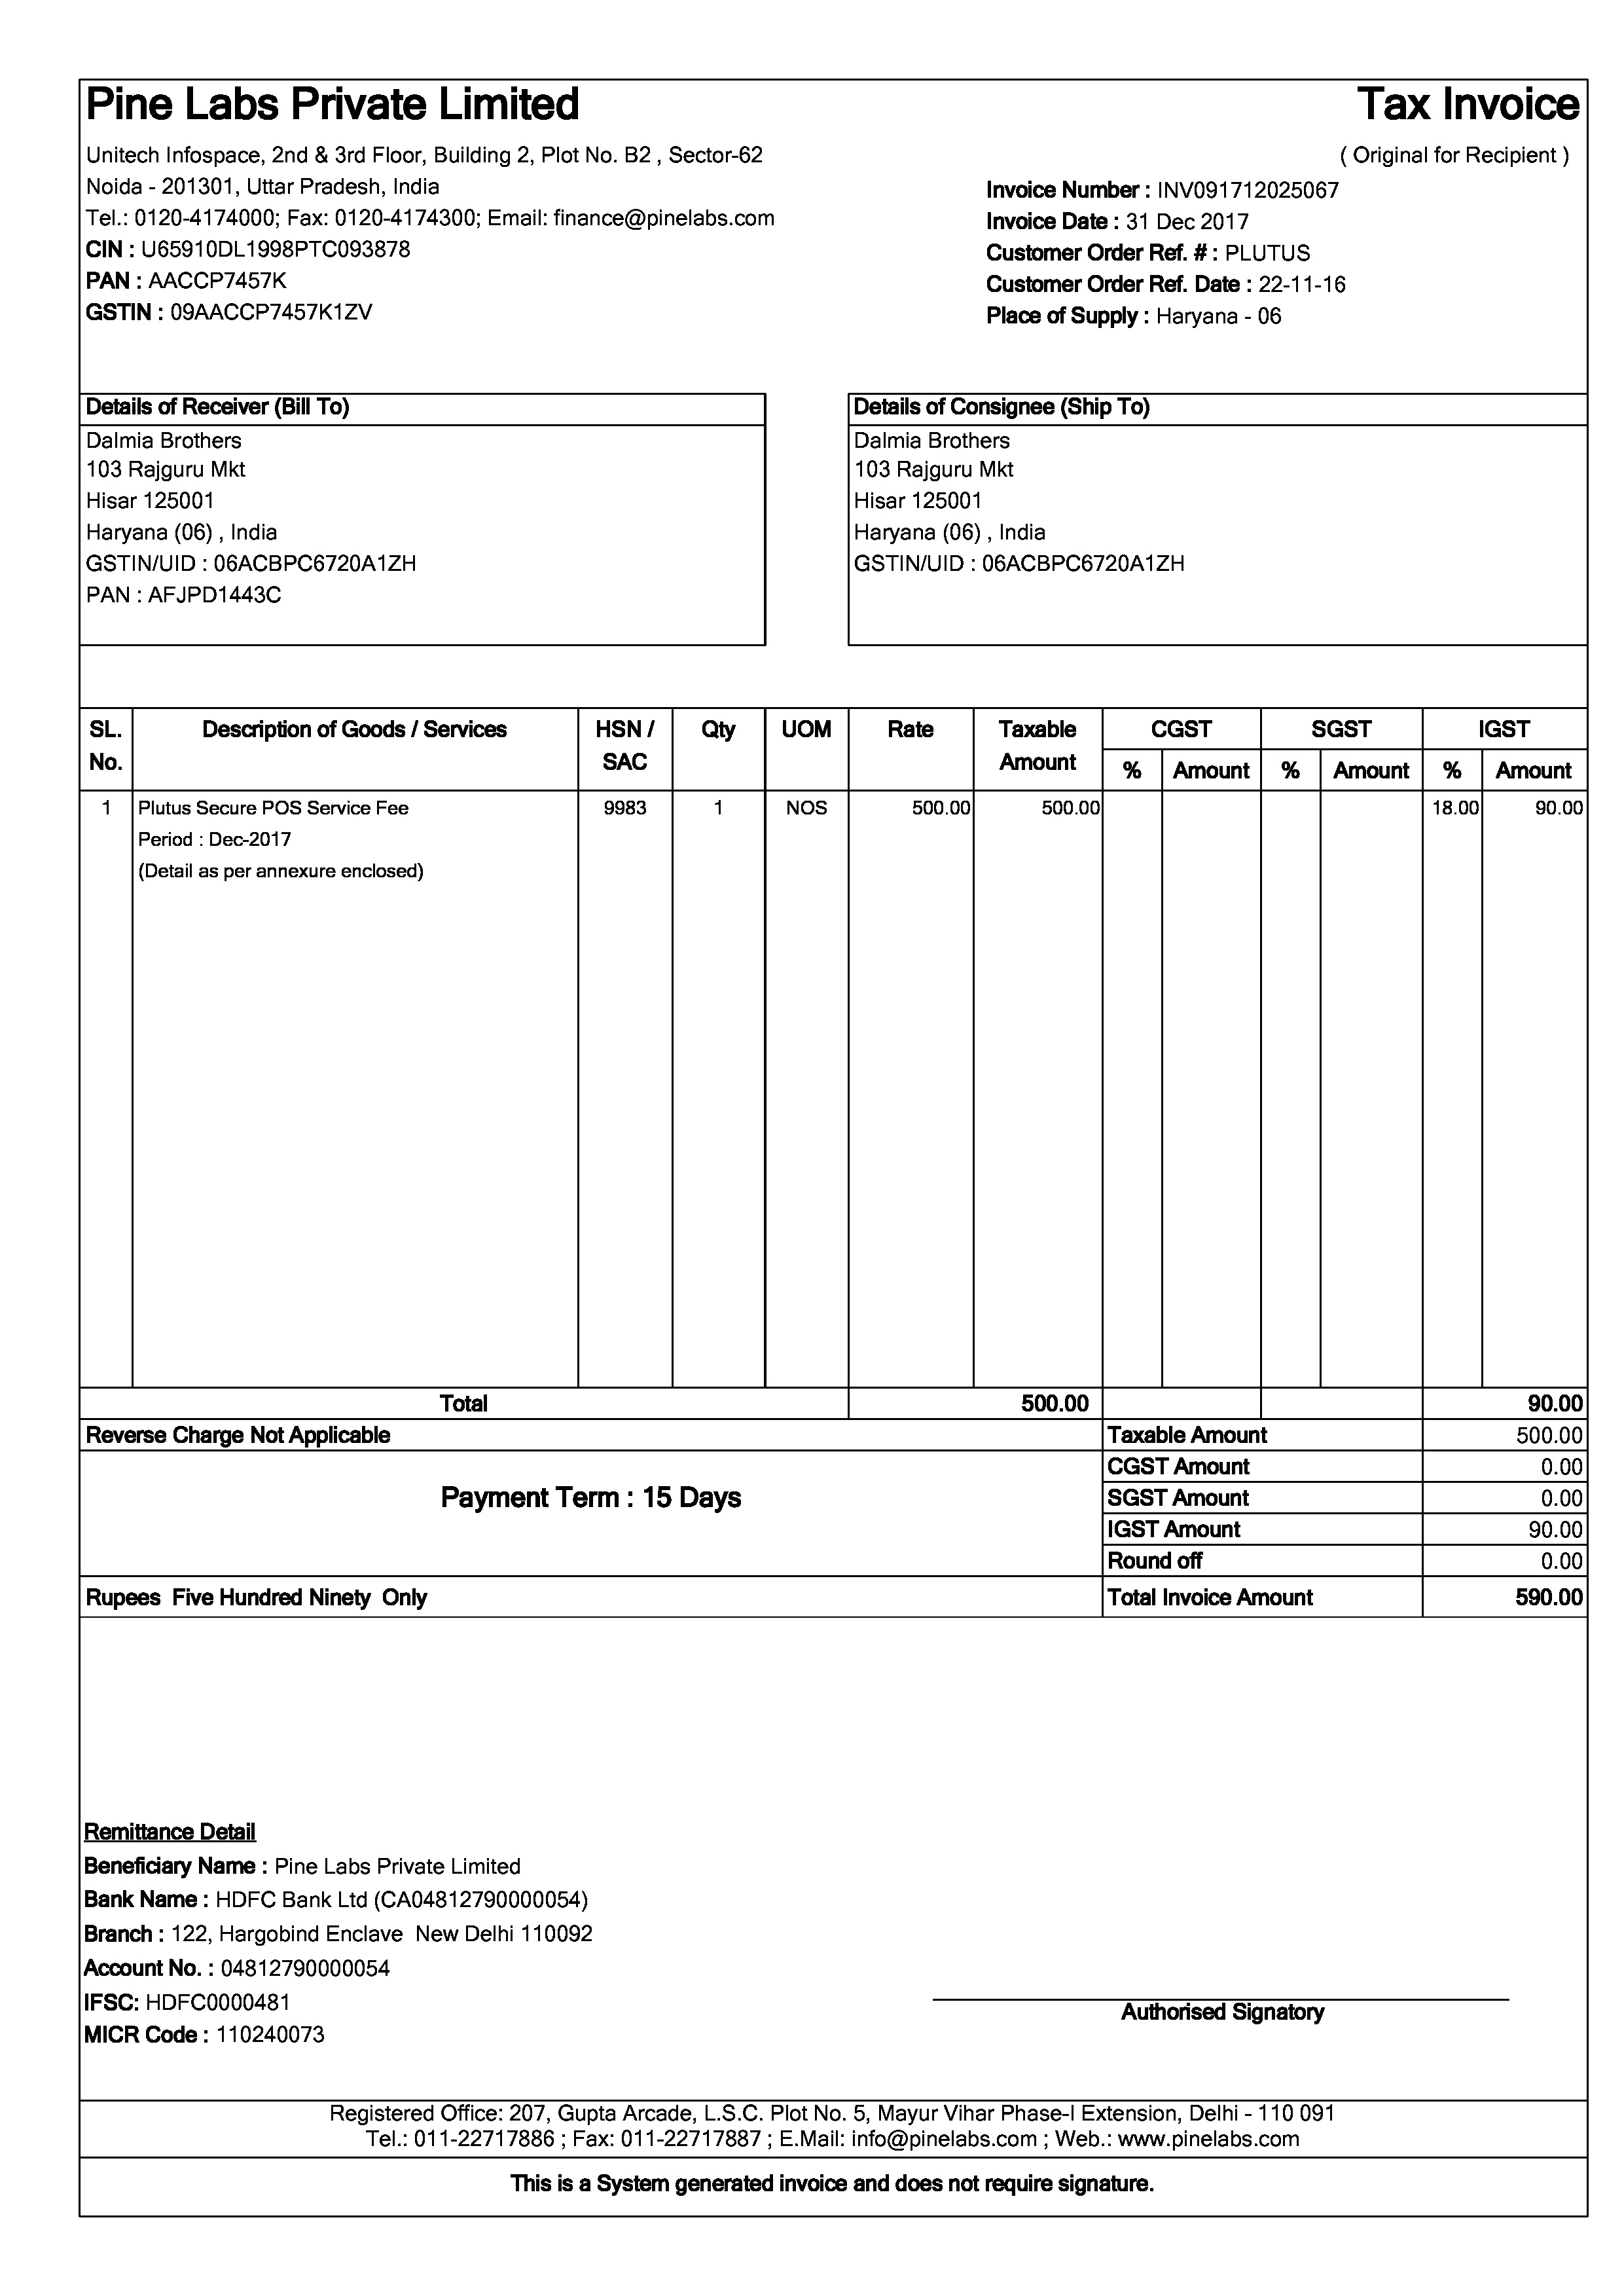 Pine Labs Private Limited
Tax Invoice
Unitech Infospace, 2nd & 3rd Floor, Building 2, Plot No. B2 , Sector-62
( Original for Recipient )
Noida - 201301, Uttar Pradesh, India
Invoice Number : INV091712025067
Tel.: 0120-4174000; Fax: 0120-4174300; Email: finance@pinelabs.com
Invoice Date : 31 Dec 2017
CIN : U65910DL1998PTC093878
Customer Order Ref. # : PLUTUS
PAN : AACCP7457K
Customer Order Ref. Date : 22-11-16
GSTIN : 09AACCP7457K1ZV
Place of Supply : Haryana - 06
Details of Receiver (Bill To)
Dalmia Brothers
103 Rajguru Mkt
Hisar 125001
Haryana (06) , India
GSTIN/UID : 06ACBPC6720A1ZH
PAN : AFJPD1443C
Details of Consignee (Ship To)
Dalmia Brothers
103 Rajguru Mkt
Hisar 125001
Haryana (06) , India
GSTIN/UID : 06ACBPC6720A1ZH
SL. No. Description of Goods / Services HSN / SAC Qty UOM Rate Taxable Amount CGST SGST IGST
% Amount % Amount % Amount
1 Plutus Secure POS Service Fee 9983 1 NOS 500.00 500.00 18.00 90.00
Period : Dec-2017
(Detail as per annexure enclosed)
Total 500.00 90.00
Reverse Charge Not Applicable
Taxable Amount 500.00
CGST Amount 0.00
Payment Term : 15 Days
SGST Amount 0.00
IGST Amount 90.00
Round off 0.00
Rupees Five Hundred Ninety Only
Total Invoice Amount 590.00
Remittance Detail
Beneficiary Name : Pine Labs Private Limited
Bank Name : HDFC Bank Ltd (CA04812790000054)
Branch : 122, Hargobind Enclave New Delhi 110092
Account No. : 04812790000054
IFSC: HDFC0000481
Authorised Signatory
MICR Code : 110240073
Registered Office: 207, Gupta Arcade, L.S.C. Plot No. 5, Mayur Vihar Phase-I Extension, Delhi - 110 091
Tel.: 011-22717886 ; Fax: 011-22717887 ; E.Mail: info@pinelabs.com ; Web.: www.pinelabs.com
This is a System generated invoice and does not require signature.